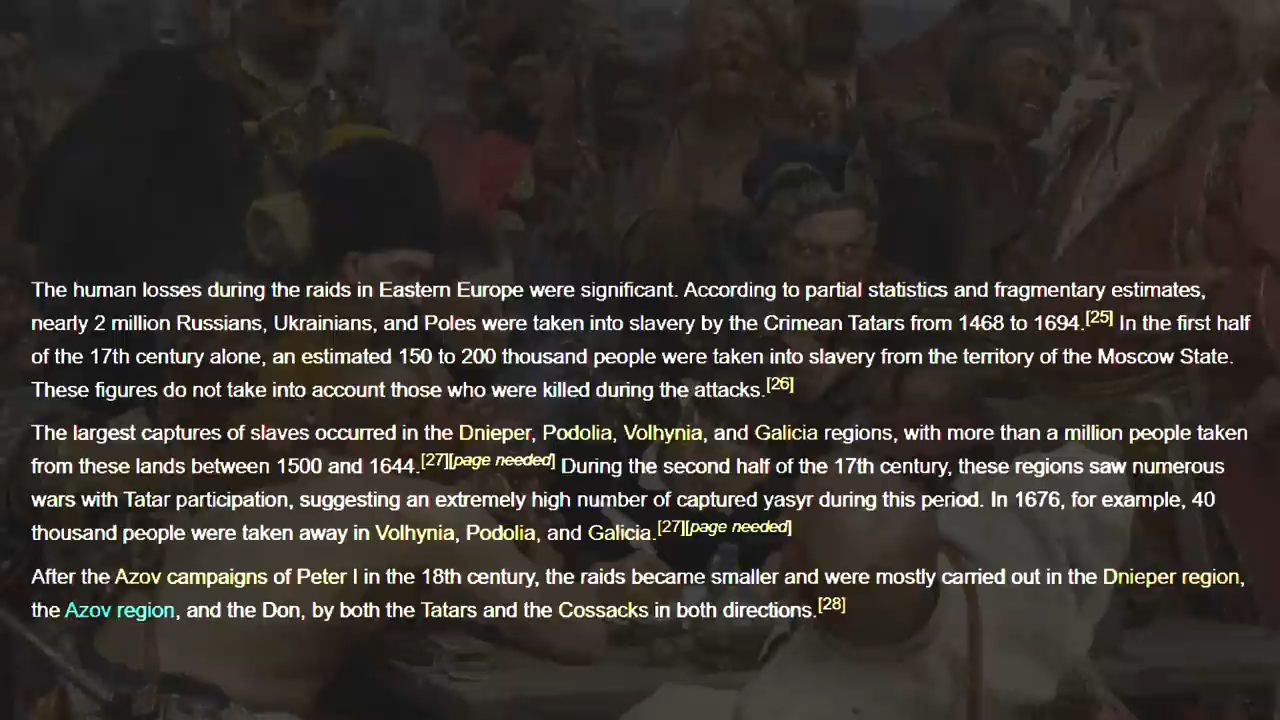 The human losses during the raids in Eastern Europe were significant. According to partial statistics and fragmentary estimates,
nearly 2 million Russians, Ukrainians, and Poles were taken into slavery by the Crimean Tatars from 1468 to 1694.[25] In the first half
of the 17th century alone, an estimated 150 to 200 thousand people were taken into slavery from the territory of the Moscow State.
These figures do not take into account those who were killed during the attacks.[26]
The largest captures of slaves occurred in the Dnieper, Podolia, Volhynia, and Galicia regions, with more than a million people taken
from these lands between 1500 and 1644.[27][page needed] During the second half of the 17th century, these regions saw numerous
wars with Tatar participation, suggesting an extremely high number of captured yasyr during this period. In 1676, for example, 40
thousand people were taken away in Volhynia, Podolia, and Galicia.[27][page needed]
After the Azov campaigns of Peter I in the 18th century, the raids became smaller and were mostly carried out in the Dnieper region,
the Azov region, and the Don, by both the Tatars and the Cossacks in both directions.[28]